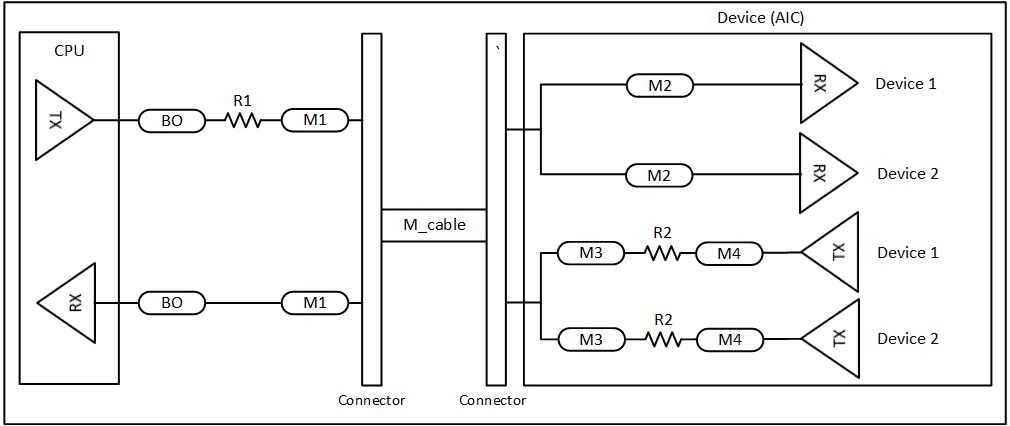 Device (AIC)
CPU
`
TX
BO
R1
M1
M2
RX
Device 1
M2
RX
Device 2
M_cable
R2
M3
M4
TX
Device 1
RX
BO
M1
R2
M3
M4
TX
Device 2
Connector
Connector